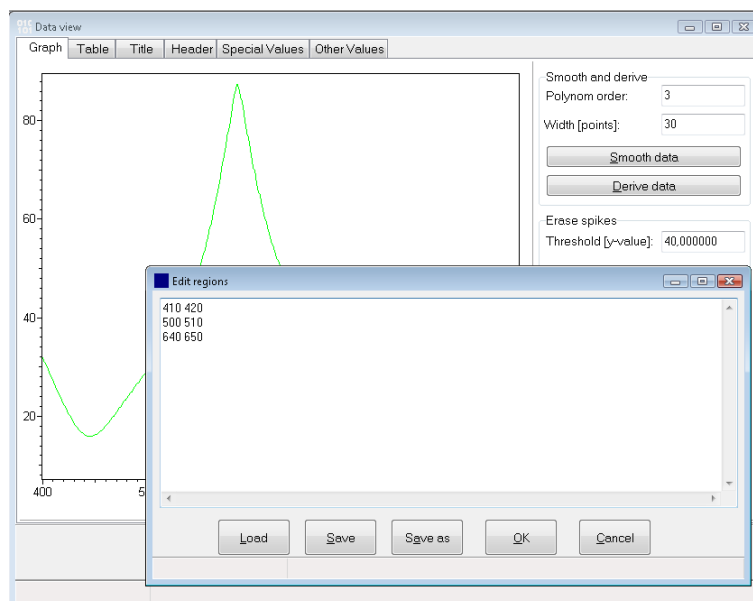 Data view
Graph Table Title Header Special Values Other Values
Smooth and derive
Polynom order: 3
Width [points]: 30
Smooth data
Derive data
Erase spikes
Threshold [y-value]: 40,000000
80
60
40
20
400
Edit regions
410 420
500 510
640 650
Load Save Save as OK Cancel